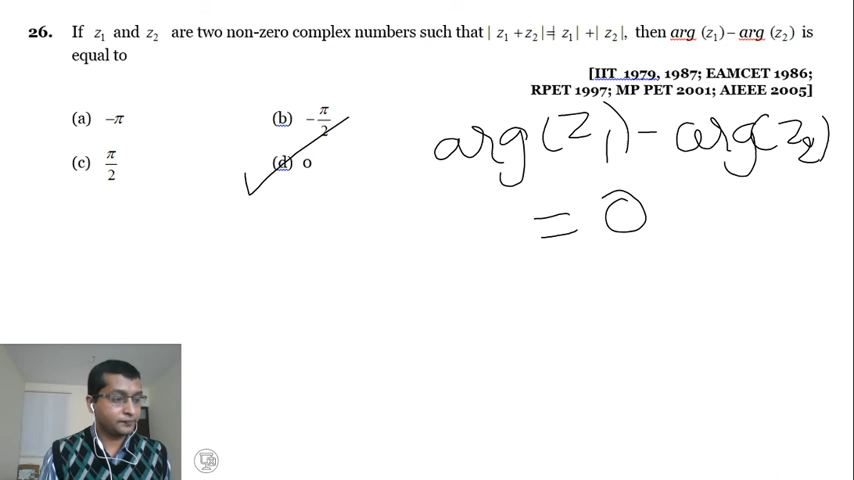 26. If z₁ and z₂ are two non-zero complex numbers such that | z₁ + z₂ |=| z₁ | + | z₂ |, then arg (z₁) – arg (z₂) is
equal to
[IIT 1979, 1987; EAMCET 1986;
RPET 1997; MP PET 2001; AIEEE 2005]
(a) –π (b) –π/2
(c) π/2 (d) 0
arg(z₁) – arg(z₂)
= 0